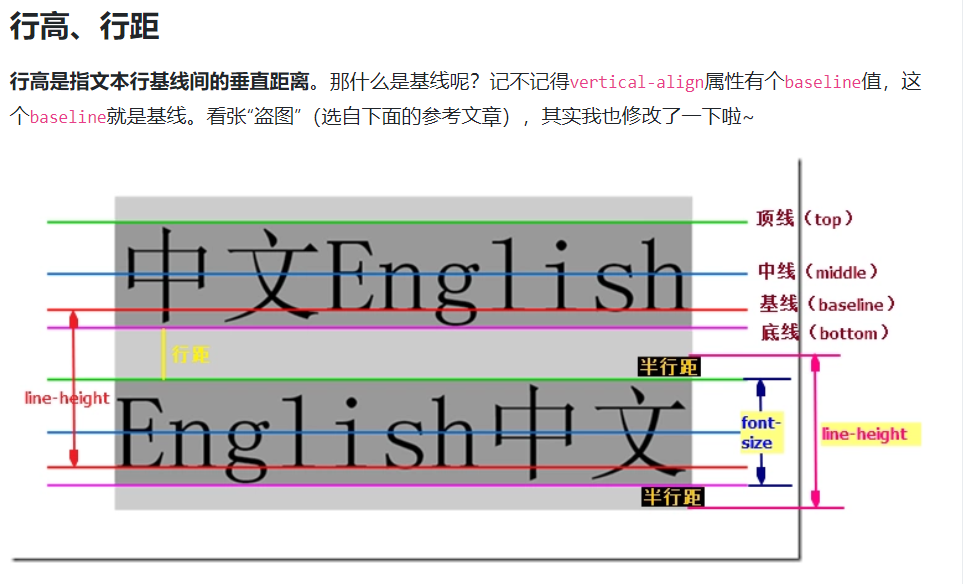 行高、行距
行高是指文本行基线间的垂直距离。那什么是基线呢？记不记得vertical-align属性有个baseline值，这
个baseline就是基线。看张“盗图”（选自下面的参考文章），其实我也修改了一下啦~
顶线（top）
中文English
中线（middle）
基线（baseline）
底线（bottom）
行距
半行距
line-height
English中文
font-
size
line-height
半行距